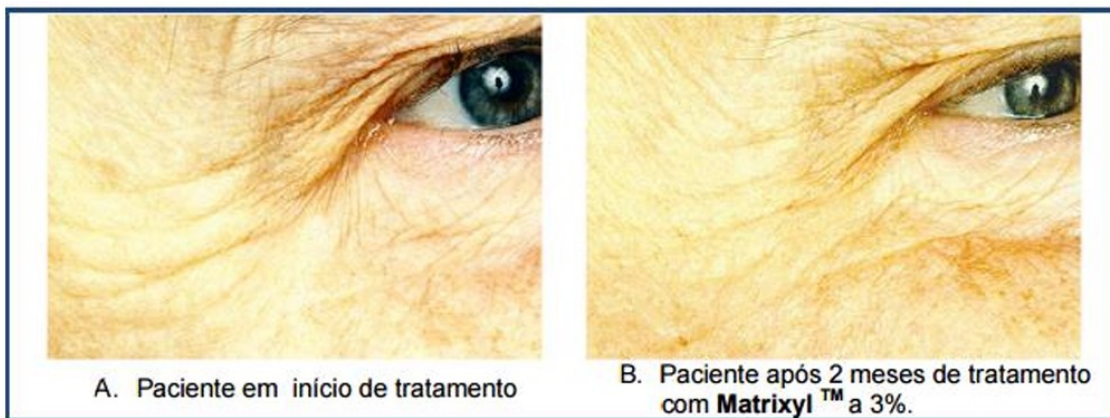 A. Paciente em início de tratamento
B. Paciente após 2 meses de tratamento
com Matrixyl ™ a 3%.